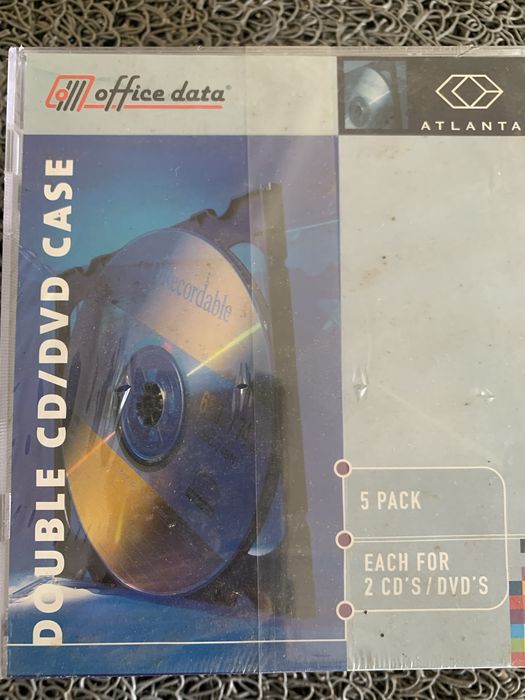 office data®
ATLANTA
DOUBLE CD/DVD CASE
Recordable
5 PACK
EACH FOR
2 CD'S/DVD'S